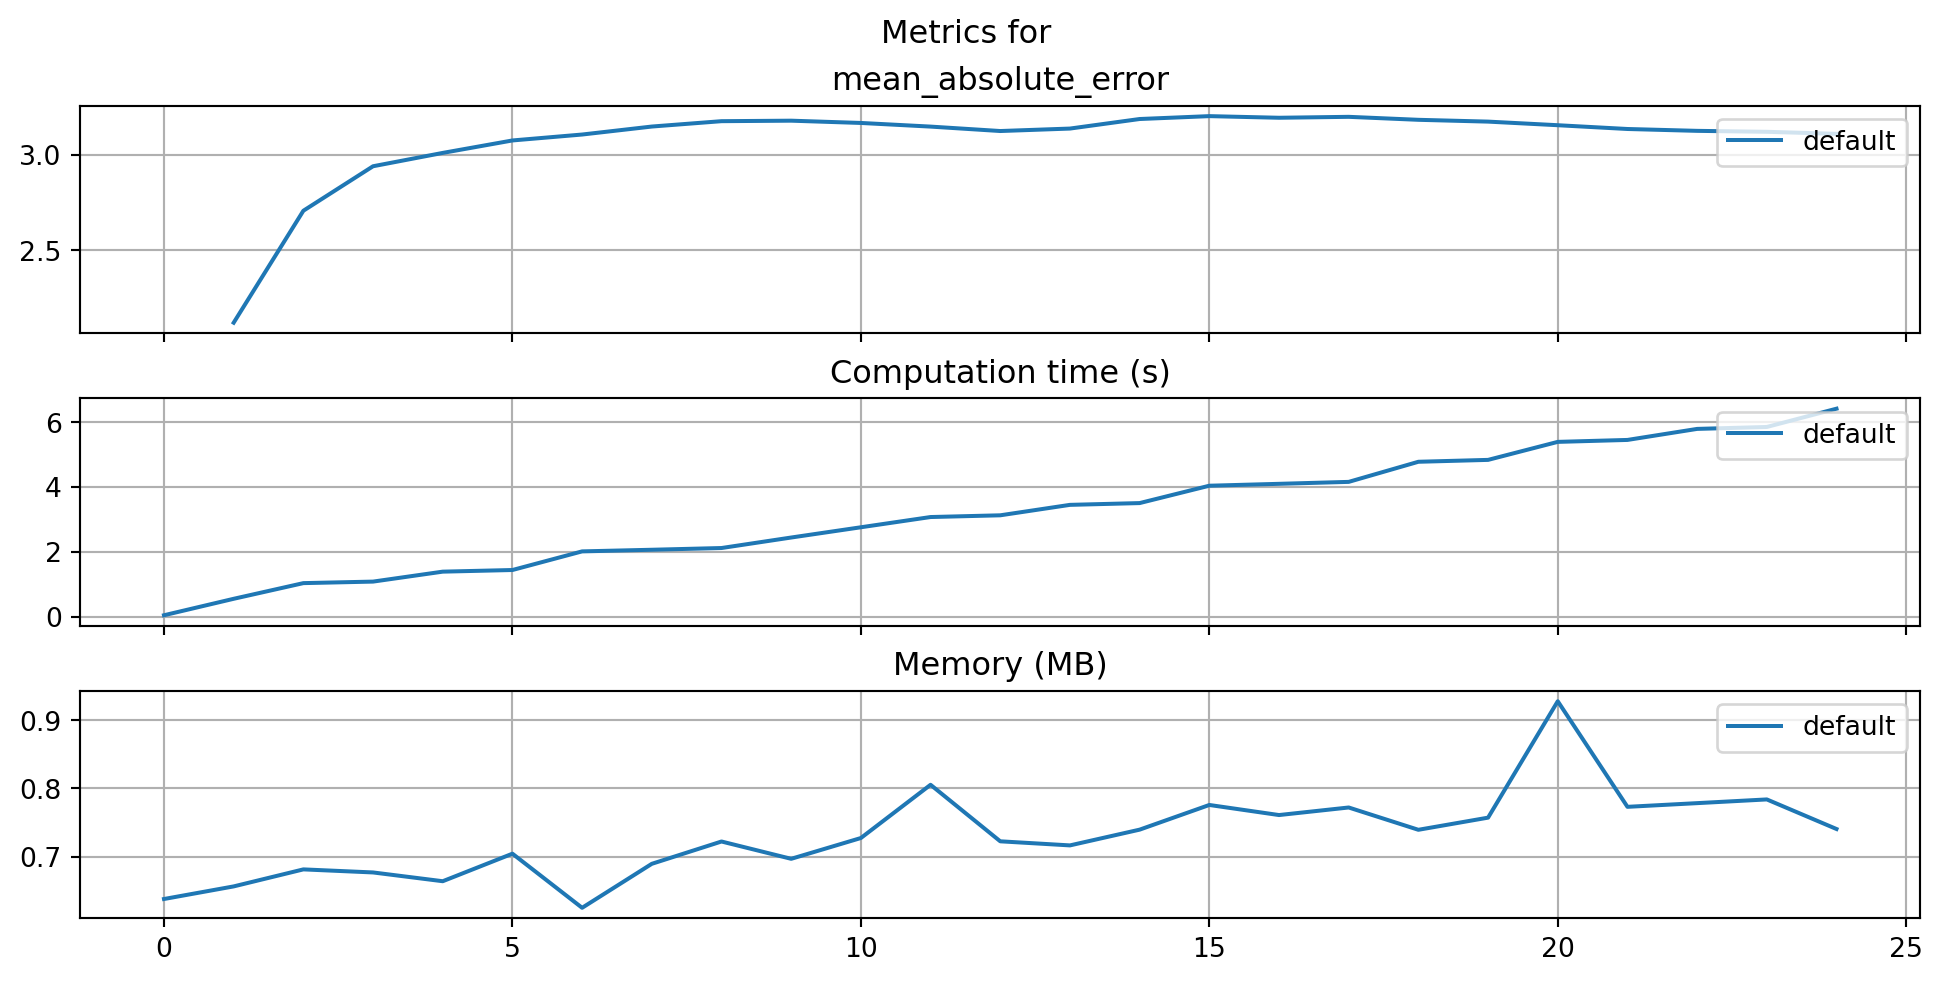 Metrics for
mean_absolute_error
3.0
2.5
default
Computation time (s)
6
4
2
0
default
Memory (MB)
0.9
0.8
0.7
default
0 5 10 15 20 25